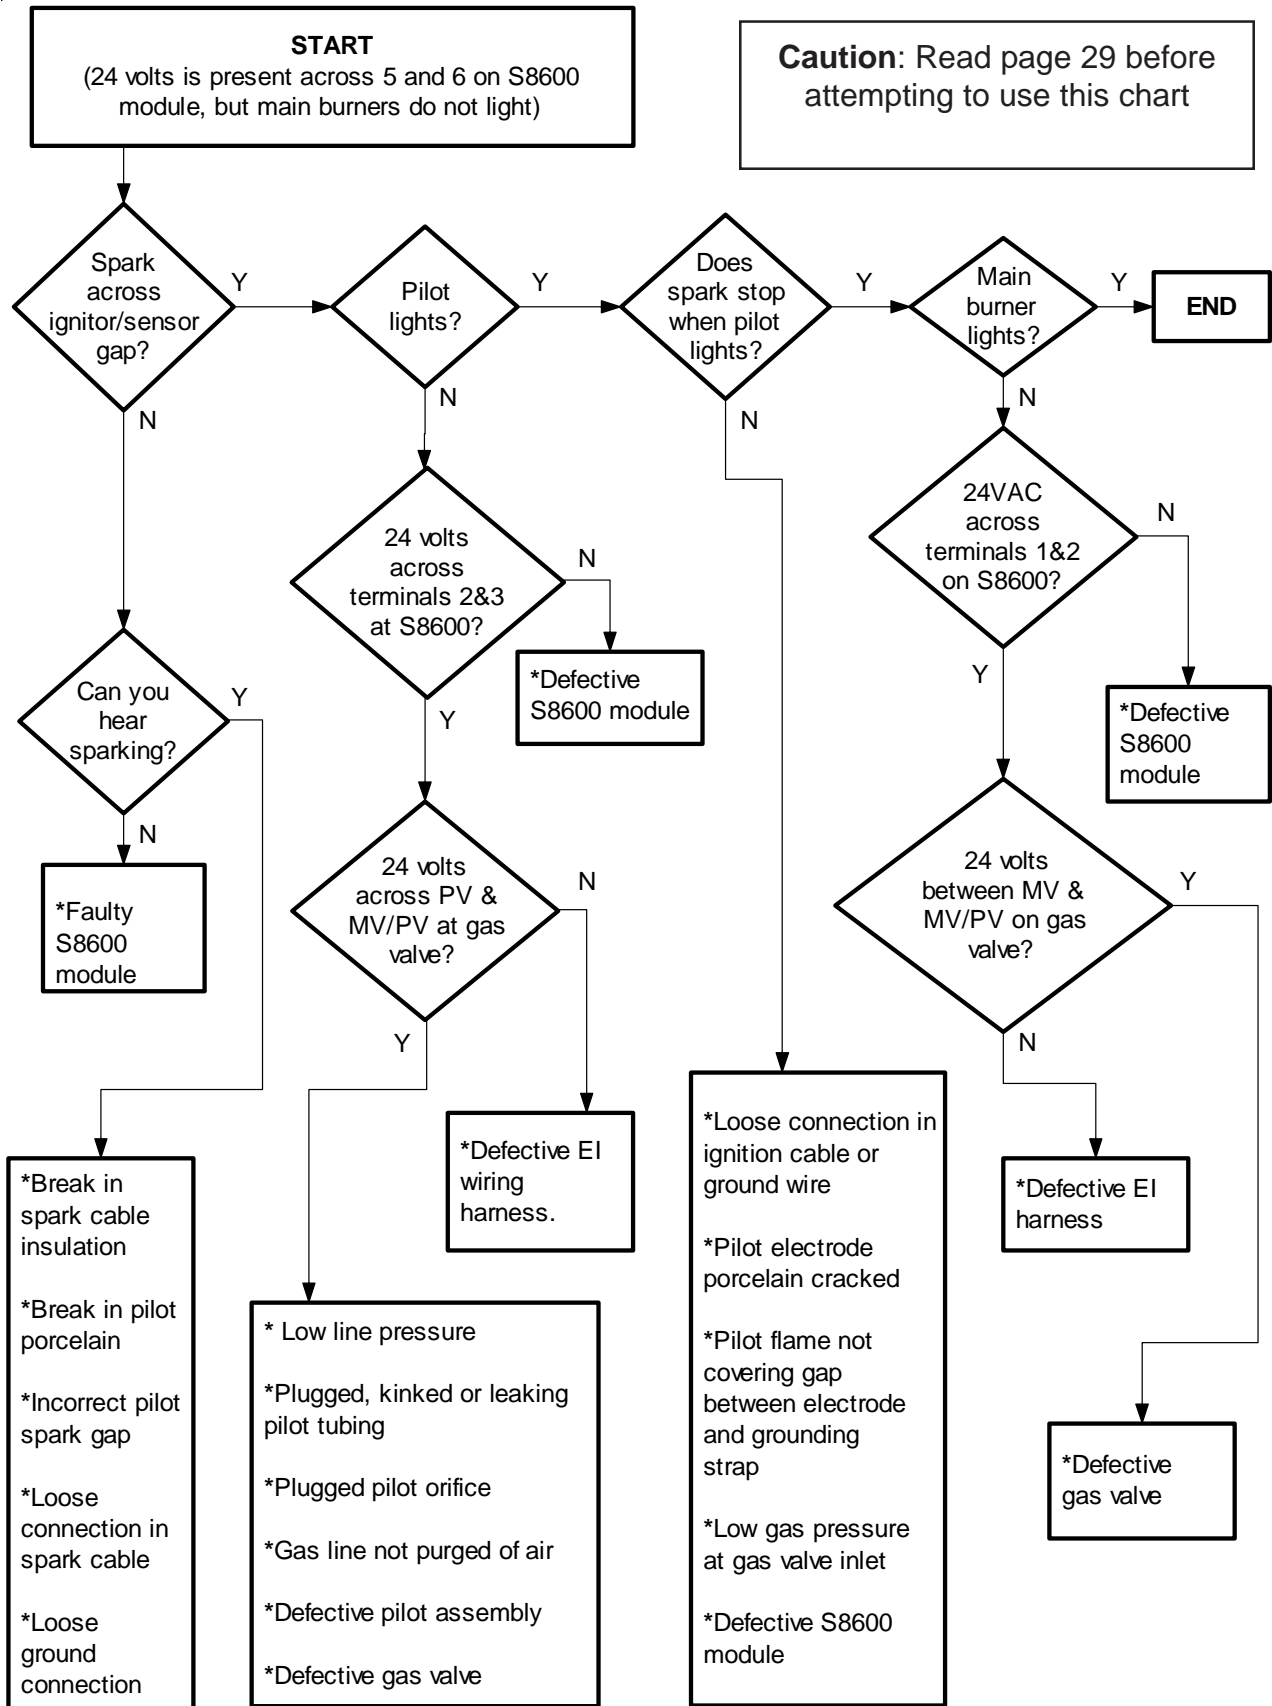 START
(24 volts is present across 5 and 6 on S8600
module, but main burners do not light)
Caution: Read page 29 before
attempting to use this chart
Spark
across
ignitor/sensor
gap?
Y
N
Pilot
lights?
Y
N
Does
spark stop
when pilot
lights?
Y
N
Main
burner
lights?
Y
N
END
24 volts
across
terminals 2&3
at S8600?
N
Y
*Defective
S8600 module
24VAC
across
terminals 1&2
on S8600?
N
Y
*Defective
S8600
module
Can you
hear
sparking?
Y
N
*Faulty
S8600
module
24 volts
across PV &
MV/PV at gas
valve?
N
Y
24 volts
between MV &
MV/PV on gas
valve?
Y
N
*Break in
spark cable
insulation
*Break in pilot
porcelain
*Incorrect pilot
spark gap
*Loose
connection in
spark cable
*Loose
ground
connection
* Low line pressure
*Plugged, kinked or leaking
pilot tubing
*Plugged pilot orifice
*Gas line not purged of air
*Defective pilot assembly
*Defective gas valve
*Defective EI
wiring
harness.
*Loose connection in
ignition cable or
ground wire
*Pilot electrode
porcelain cracked
*Pilot flame not
covering gap
between electrode
and grounding
strap
*Low gas pressure
at gas valve inlet
*Defective S8600
module
*Defective EI
harness
*Defective
gas valve